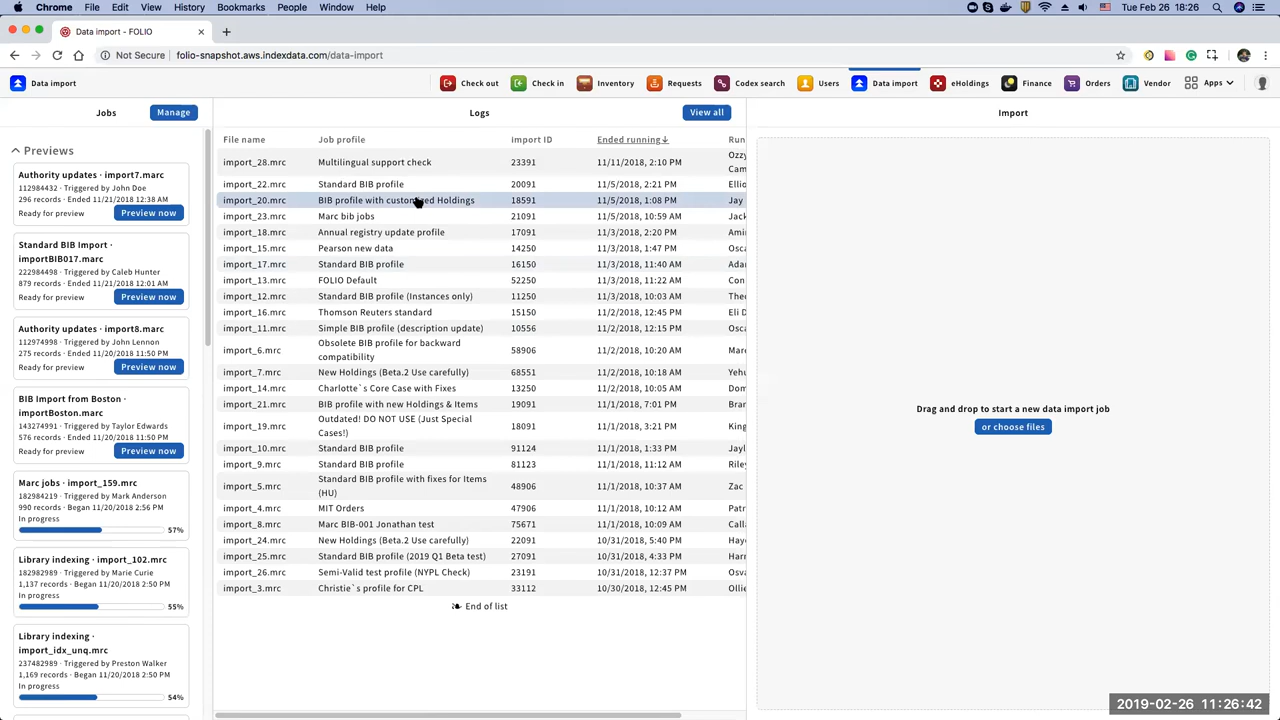 Chrome File Edit View History Bookmarks People Window Help
Tue Feb 26 18:26
Data import - FOLIO
Not Secure | folio-snapshot.aws.indexdata.com/data-import
Data import
Check out Check in Inventory Requests Codex search Users Data import eHoldings Finance Orders Vendor Apps
Jobs
Manage
Previews
Authority updates · import7.marc
112984432 · Triggered by John Doe
296 records · Ended 11/21/2018 12:38 AM
Ready for preview Preview now
Standard BIB Import ·
importBIB017.marc
222984498 · Triggered by Caleb Hunter
879 records · Ended 11/21/2018 12:01 AM
Ready for preview Preview now
Authority updates · import8.marc
112974998 · Triggered by John Lennon
275 records · Ended 11/20/2018 11:50 PM
Ready for preview Preview now
BIB Import from Boston ·
importBoston.marc
143274991 · Triggered by Taylor Edwards
576 records · Ended 11/20/2018 11:50 PM
Ready for preview Preview now
Marc jobs · import_159.mrc
182984219 · Triggered by Mark Anderson
990 records · Began 11/20/2018 2:56 PM
In progress
57%
Library indexing · import_102.mrc
182982989 · Triggered by Marie Curie
1,137 records · Began 11/20/2018 2:50 PM
In progress
55%
Library indexing ·
import_idx_unq.mrc
237482989 · Triggered by Preston Walker
1,169 records · Began 11/20/2018 2:50 PM
In progress
54%
Logs
View all
File name Job profile Import ID Ended running↓ Run
import_28.mrc Multilingual support check 23391 11/11/2018, 2:10 PM Ozzy
Cam
import_22.mrc Standard BIB profile 20091 11/5/2018, 2:21 PM Ellio
import_20.mrc BIB profile with customized Holdings 18591 11/5/2018, 1:08 PM Jay
import_23.mrc Marc bib jobs 21091 11/5/2018, 10:59 AM Jack
import_18.mrc Annual registry update profile 17091 11/3/2018, 2:20 PM Amir
import_15.mrc Pearson new data 14250 11/3/2018, 1:47 PM Osca
import_17.mrc Standard BIB profile 16150 11/3/2018, 11:40 AM Adar
import_13.mrc FOLIO Default 52250 11/3/2018, 11:22 AM Con
import_12.mrc Standard BIB profile (Instances only) 11250 11/3/2018, 10:03 AM Theo
import_16.mrc Thomson Reuters standard 15150 11/2/2018, 12:45 PM Eli D
import_11.mrc Simple BIB profile (description update) 10556 11/2/2018, 12:15 PM Osca
import_6.mrc Obsolete BIB profile for backward
compatibility 58906 11/2/2018, 10:20 AM Marc
import_7.mrc New Holdings (Beta.2 Use carefully) 68551 11/2/2018, 10:18 AM Yehu
import_14.mrc Charlotte`s Core Case with Fixes 13250 11/2/2018, 10:05 AM Dom
import_21.mrc BIB profile with new Holdings & Items 19091 11/1/2018, 7:01 PM Bran
import_19.mrc Outdated! DO NOT USE (Just Special
Cases!) 18091 11/1/2018, 3:21 PM King
import_10.mrc Standard BIB profile 91124 11/1/2018, 1:33 PM Jayl
import_9.mrc Standard BIB profile 81123 11/1/2018, 11:12 AM Riley
import_5.mrc Standard BIB profile with fixes for Items
(HU) 48906 11/1/2018, 10:37 AM Zac
import_4.mrc MIT Orders 47906 11/1/2018, 10:12 AM Patr
import_8.mrc Marc BIB-001 Jonathan test 75671 11/1/2018, 10:09 AM Calla
import_24.mrc New Holdings (Beta.2 Use carefully) 22091 10/31/2018, 5:40 PM Haye
import_25.mrc Standard BIB profile (2019 Q1 Beta test) 27091 10/31/2018, 4:33 PM Harr
import_26.mrc Semi-Valid test profile (NYPL Check) 23191 10/31/2018, 12:37 PM Osva
import_3.mrc Christie`s profile for CPL 33112 10/30/2018, 12:45 PM Ollie
End of list
Import
Drag and drop to start a new data import job
or choose files
2019-02-26 11:26:42